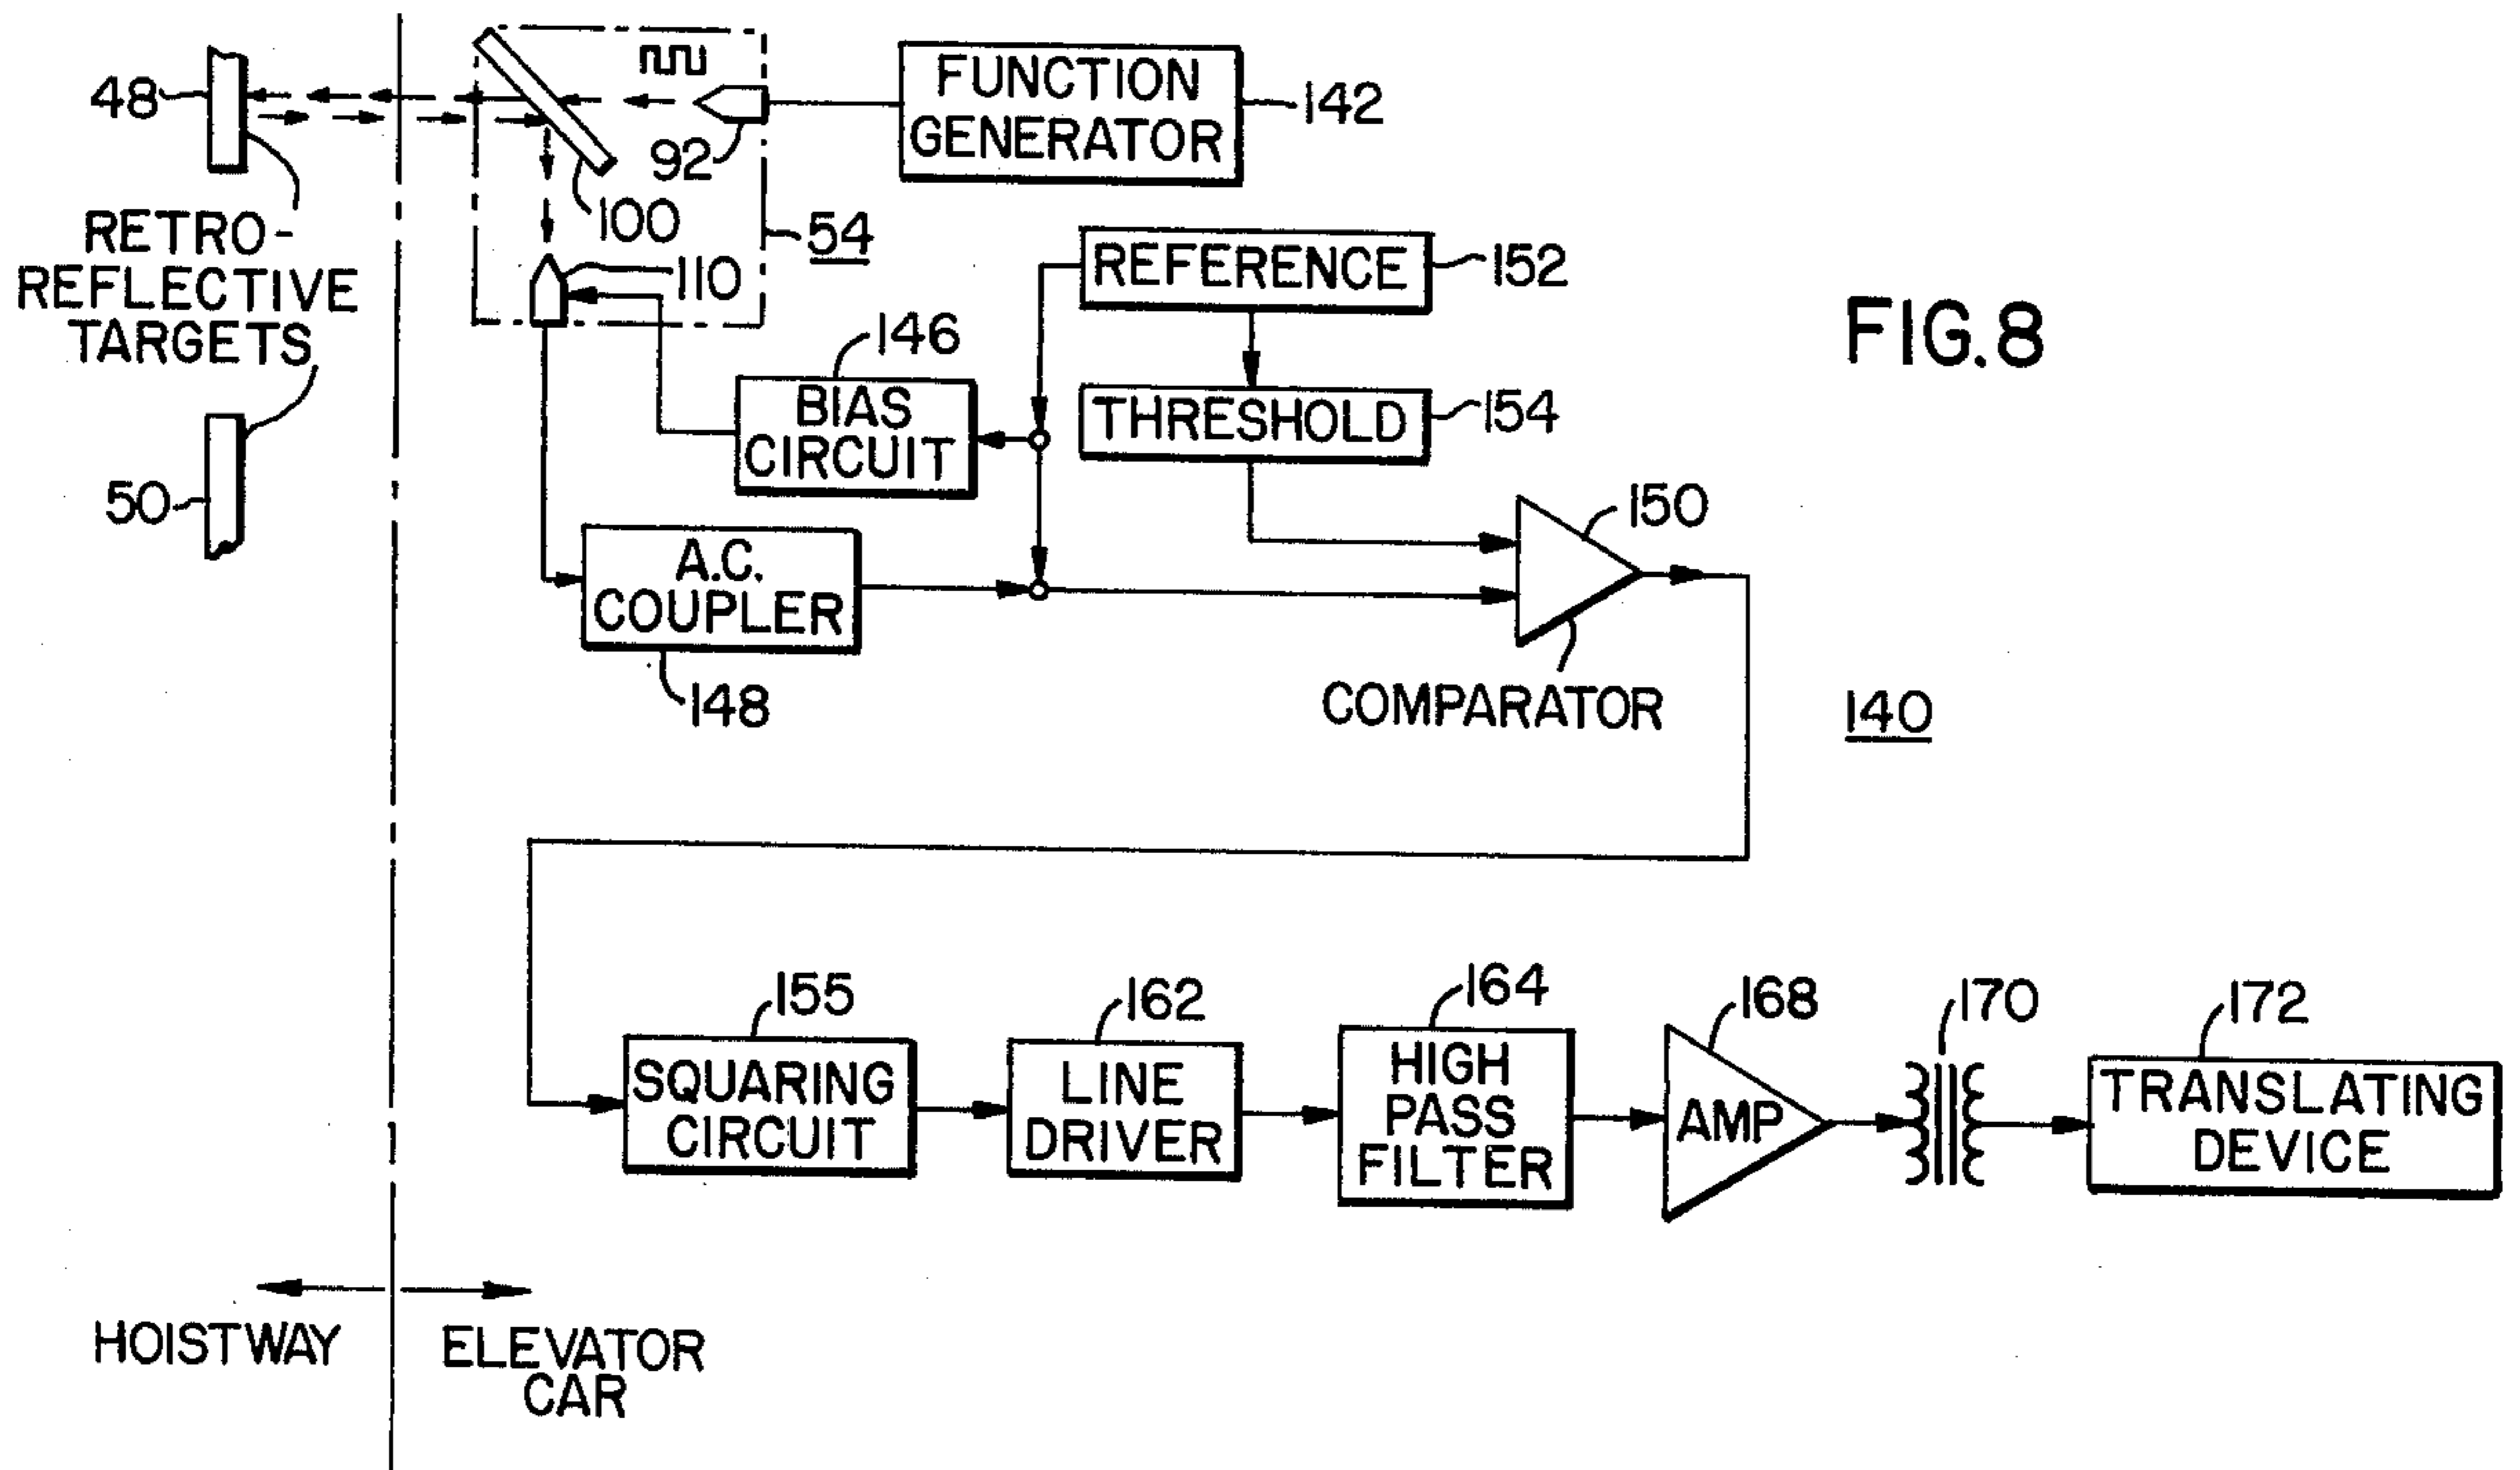 FUNCTION
GENERATOR
142
48
92
100
54
RETRO-
REFLECTIVE
TARGETS
110
REFERENCE
152
FIG.8
146
BIAS
CIRCUIT
THRESHOLD
154
50
150
A.C.
COUPLER
148
COMPARATOR
140
155
162
164
168
170
172
SQUARING
CIRCUIT
LINE
DRIVER
HIGH
PASS
FILTER
AMP
TRANSLATING
DEVICE
HOISTWAY
ELEVATOR
CAR